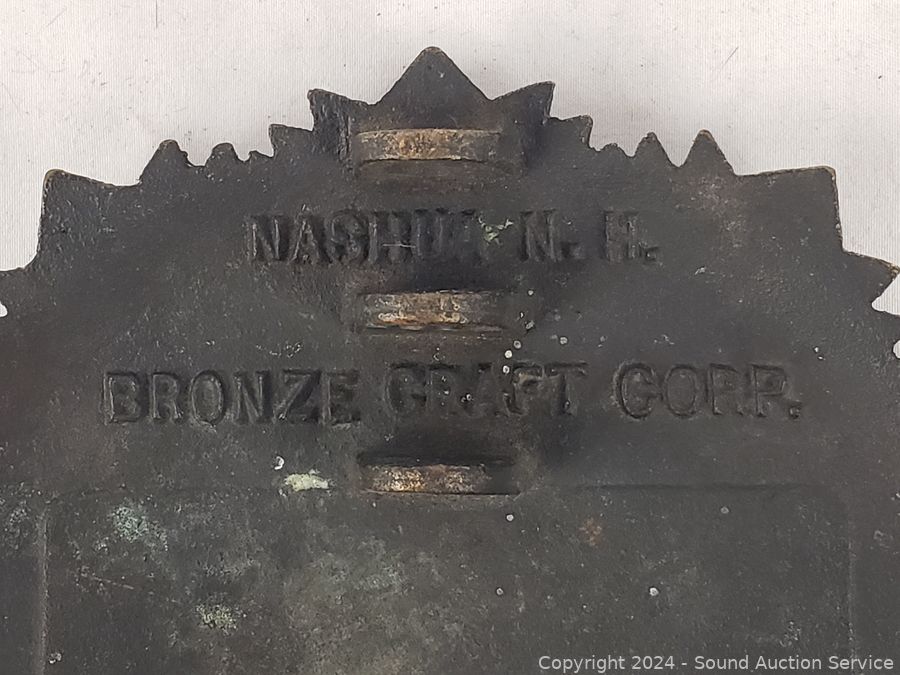 NASHUA N. H.
BRONZE CRAFT CORP.
Copyright 2024 - Sound Auction Service